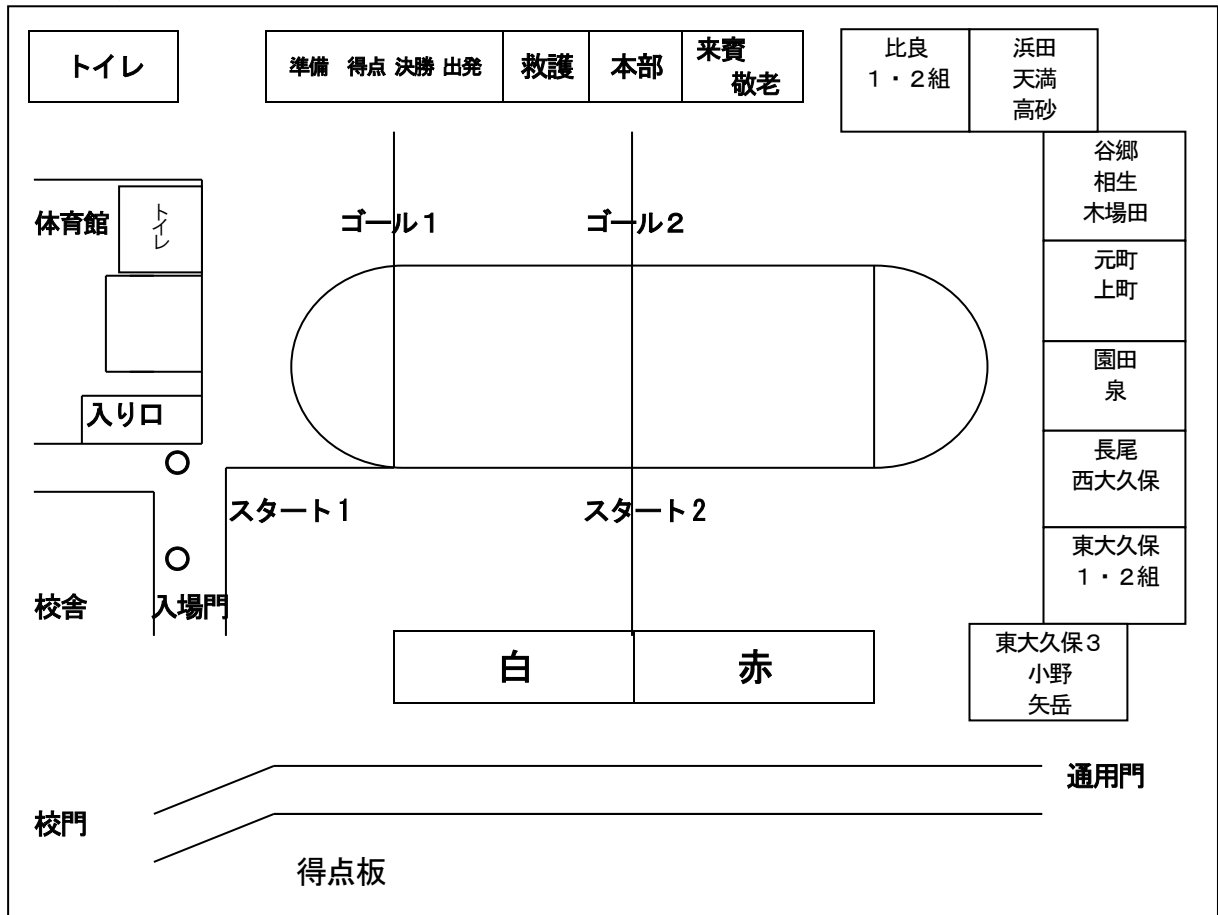 トイレ
準備 得点 決勝 出発
救護
本部
来賓
敬老
比良
１・２組
浜田
天満
高砂
谷郷
相生
木場田
体育館
トイレ
ゴール１
ゴール２
元町
上町
園田
泉
入り口
長尾
西大久保
スタート１
スタート２
東大久保
１・２組
校舎
入場門
白
赤
東大久保３
小野
矢岳
通用門
校門
得点板